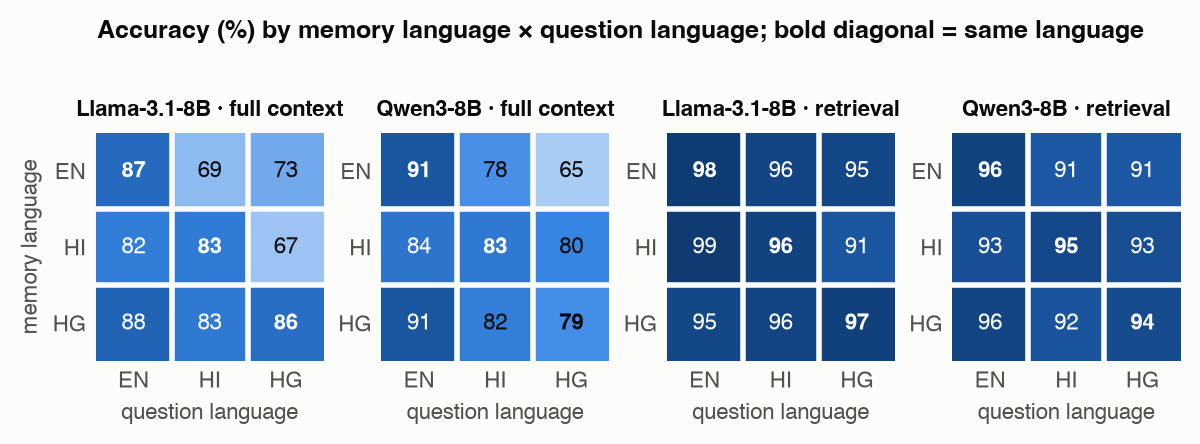 Accuracy (%) by memory language × question language; bold diagonal = same language
Llama-3.1-8B · full context
Qwen3-8B · full context
Llama-3.1-8B · retrieval
Qwen3-8B · retrieval
memory language
EN 87 69 73
HI 82 83 67
HG 88 83 86
EN HI HG
question language
EN 91 78 65
HI 84 83 80
HG 91 82 79
EN HI HG
question language
EN 98 96 95
HI 99 96 91
HG 95 96 97
EN HI HG
question language
EN 96 91 91
HI 93 95 93
HG 96 92 94
EN HI HG
question language